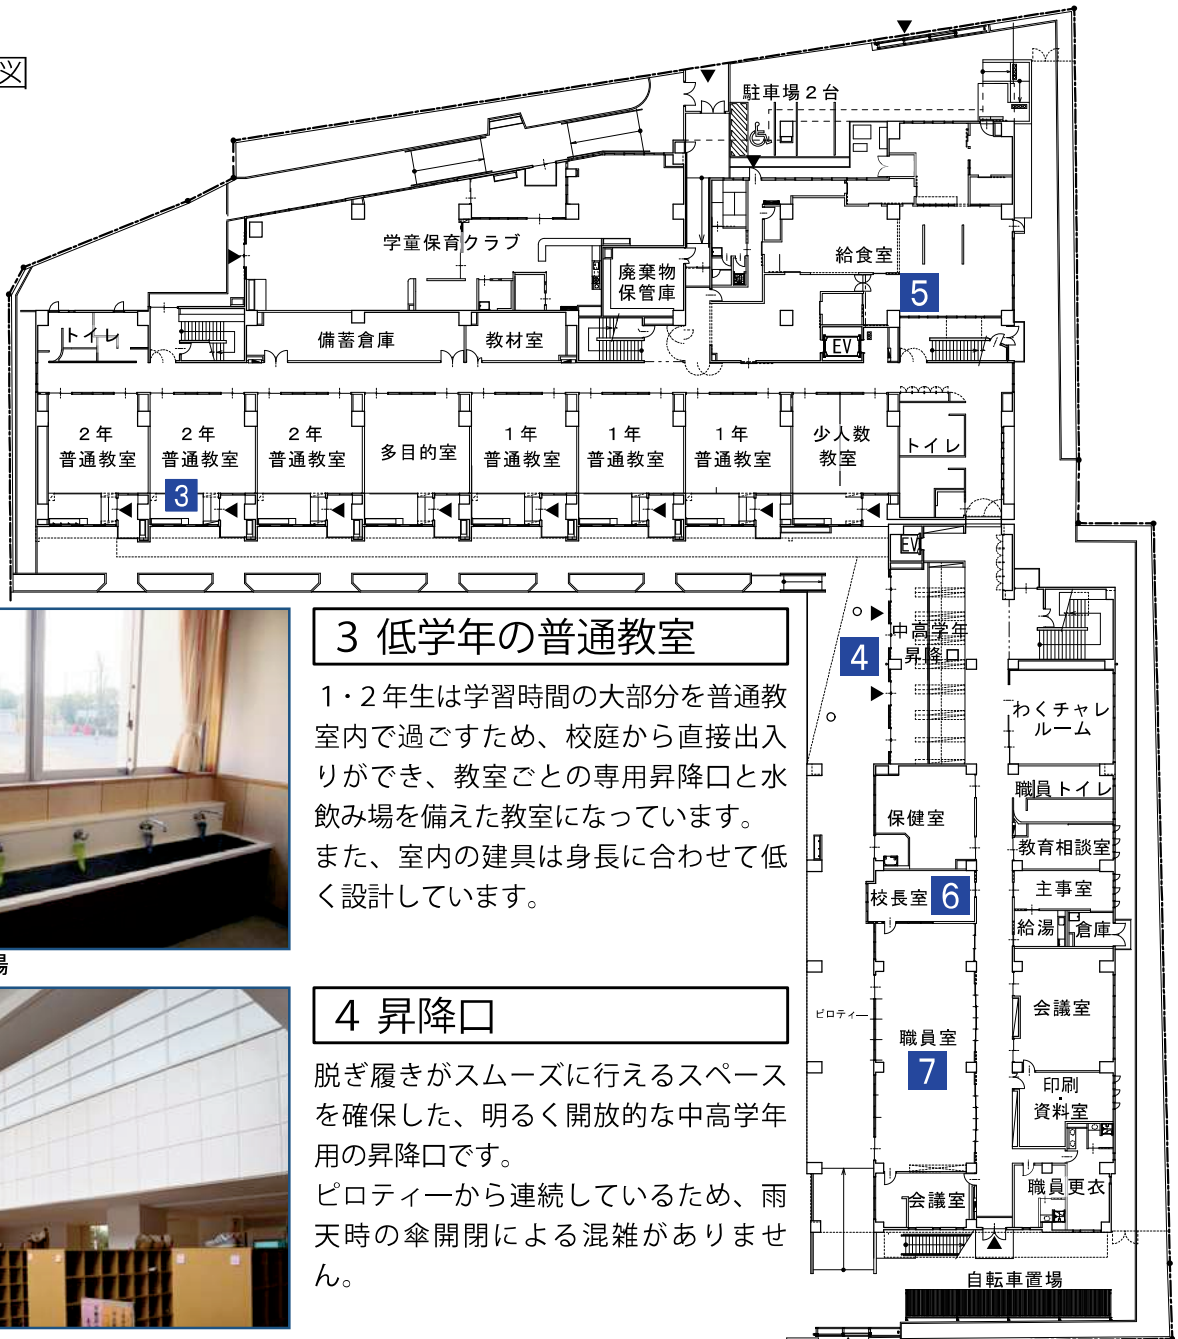 図
駐車場２台
学童保育クラブ
廃棄物
保管庫
給食室
5
トイレ
備蓄倉庫
教材室
EV
２年
普通教室
２年
普通教室
3
２年
普通教室
多目的室
１年
普通教室
１年
普通教室
１年
普通教室
少人数
教室
トイレ
EV
中高学年
昇降口
4
わくチャレ
ルーム
職員トイレ
保健室
教育相談室
校長室
6
主事室
給湯
倉庫
会議室
ピロティー
職員室
7
印刷
・
資料室
職員更衣
会議室
自転車置場
3 低学年の普通教室
1・2 年生は学習時間の大部分を普通教
室内で過ごすため、校庭から直接出入
りができ、教室ごとの専用昇降口と水
飲み場を備えた教室になっています。
また、室内の建具は身長に合わせて低
く設計しています。
場
4 昇降口
脱ぎ履きがスムーズに行えるスペース
を確保した、明るく開放的な中高学年
用の昇降口です。
ピロティーから連続しているため、雨
天時の傘開閉による混雑がありませ
ん。